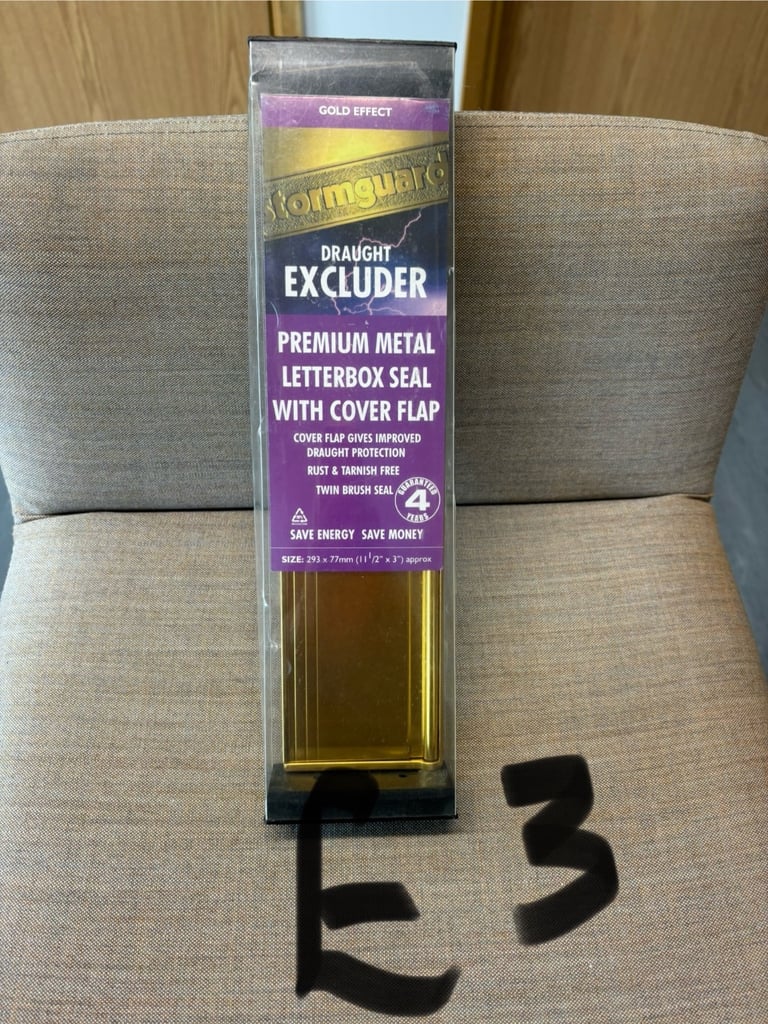 GOLD EFFECT
stormguard
DRAUGHT
EXCLUDER
PREMIUM METAL
LETTERBOX SEAL
WITH COVER FLAP
COVER FLAP GIVES IMPROVED
DRAUGHT PROTECTION
RUST & TARNISH FREE
TWIN BRUSH SEAL
GUARANTEED
4
YEARS
SAVE ENERGY SAVE MONEY
SIZE: 293 x 77mm (11 1/2" x 3") approx
£3